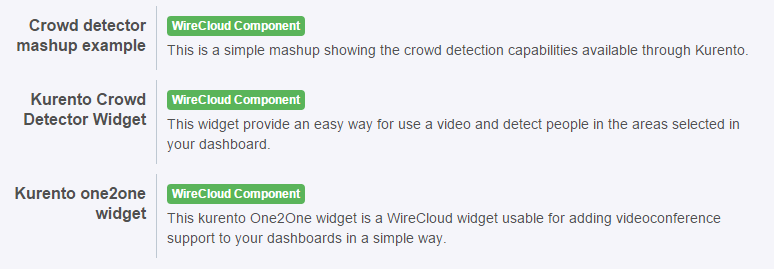 Crowd detector
mashup example
WireCloud Component
This is a simple mashup showing the crowd detection capabilities available through Kurento.
Kurento Crowd
Detector Widget
WireCloud Component
This widget provide an easy way for use a video and detect people in the areas selected in
your dashboard.
Kurento one2one
widget
WireCloud Component
This kurento One2One widget is a WireCloud widget usable for adding videoconference
support to your dashboards in a simple way.